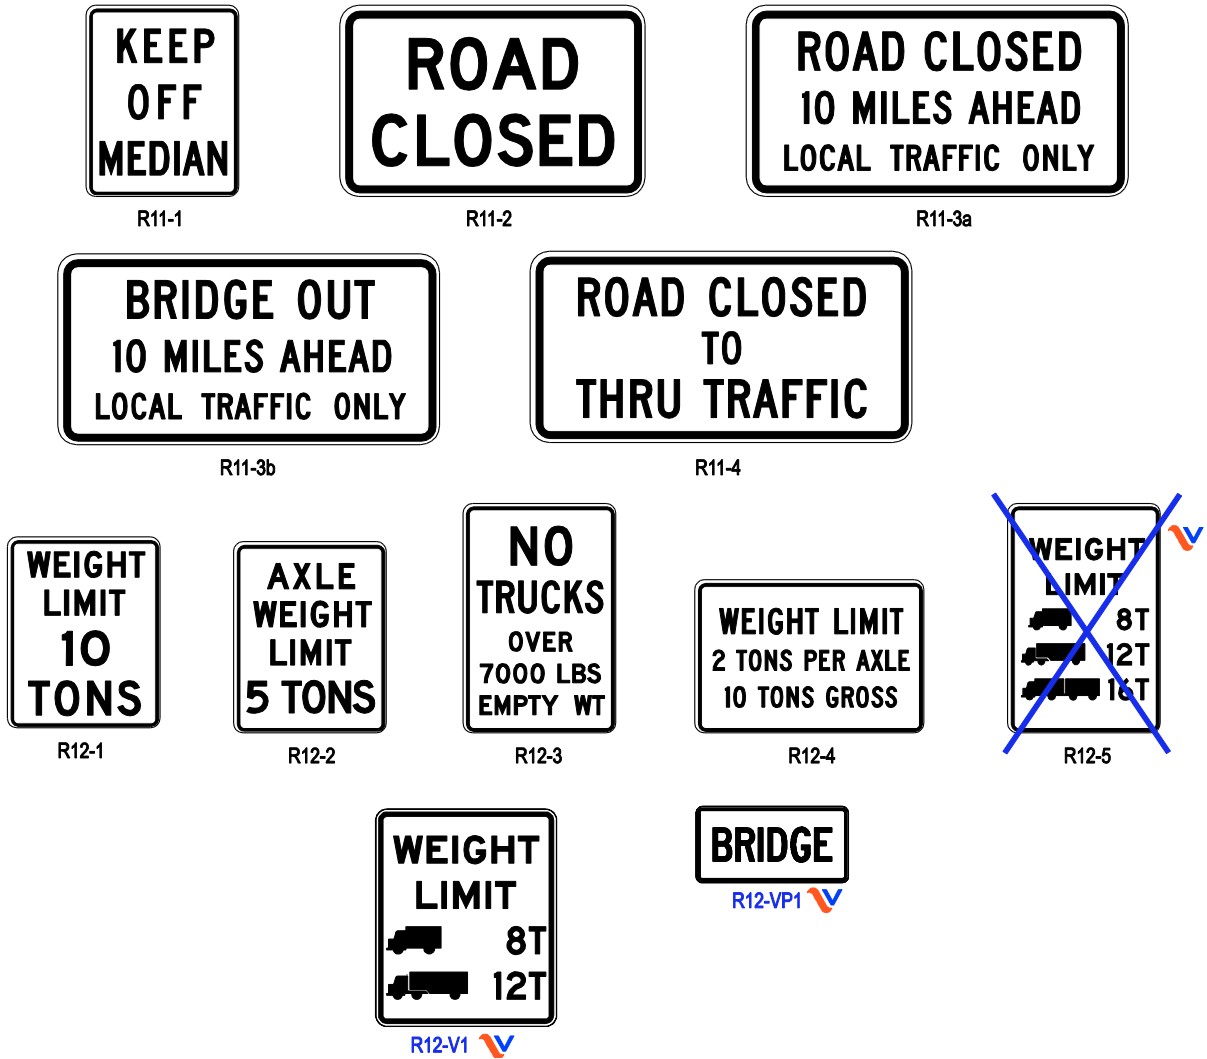 KEEP
OFF
MEDIAN
R11-1
ROAD
CLOSED
R11-2
ROAD CLOSED
10 MILES AHEAD
LOCAL TRAFFIC ONLY
R11-3a
BRIDGE OUT
10 MILES AHEAD
LOCAL TRAFFIC ONLY
R11-3b
ROAD CLOSED
TO
THRU TRAFFIC
R11-4
WEIGHT
LIMIT
10
TONS
R12-1
AXLE
WEIGHT
LIMIT
5 TONS
R12-2
NO
TRUCKS
OVER
7000 LBS
EMPTY WT
R12-3
WEIGHT LIMIT
2 TONS PER AXLE
10 TONS GROSS
R12-4
WEIGHT
LIMIT
8T
12T
16T
R12-5
WEIGHT
LIMIT
8T
12T
R12-V1
BRIDGE
R12-VP1